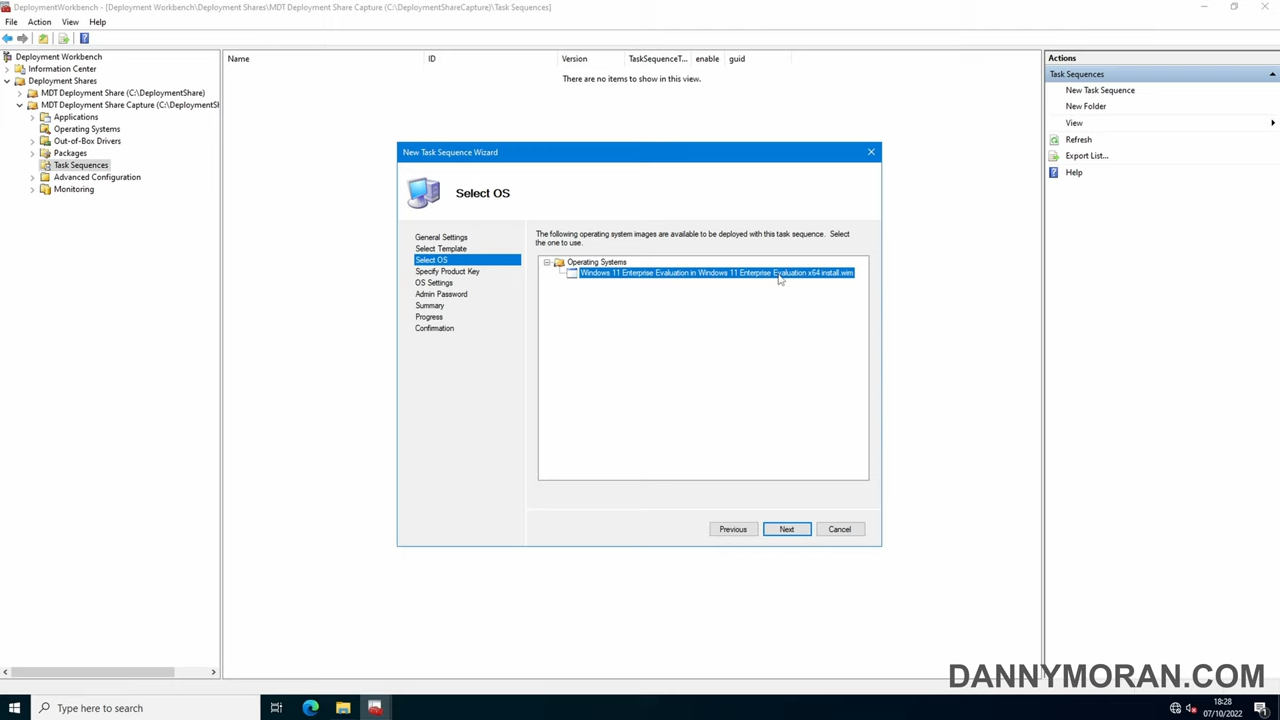 DeploymentWorkbench - [Deployment Workbench\Deployment Shares\MDT Deployment Share Capture (C:\DeploymentShareCapture)\Task Sequences]
File Action View Help
Deployment Workbench
Information Center
Deployment Shares
MDT Deployment Share (C:\DeploymentShare)
MDT Deployment Share Capture (C:\DeploymentSh
Applications
Operating Systems
Out-of-Box Drivers
Packages
Task Sequences
Advanced Configuration
Monitoring
Name ID Version TaskSequenceT... enable guid
There are no items to show in this view.
New Task Sequence Wizard
Select OS
General Settings
Select Template
Select OS
Specify Product Key
OS Settings
Admin Password
Summary
Progress
Confirmation
The following operating system images are available to be deployed with this task sequence. Select
the one to use.
Operating Systems
Windows 11 Enterprise Evaluation in Windows 11 Enterprise Evaluation x64 install.wim
Previous Next Cancel
Actions
Task Sequences
New Task Sequence
New Folder
View
Refresh
Export List...
Help
DANNYMORAN.COM
Type here to search
18:28
07/10/2022
1